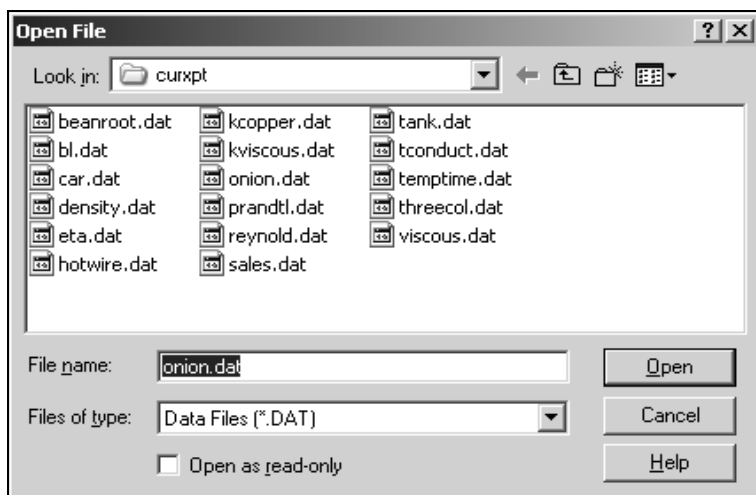 Open File
Look in: curxpt
beanroot.dat kcopper.dat tank.dat
bl.dat kviscous.dat tconduct.dat
car.dat onion.dat temptime.dat
density.dat prandtl.dat threecol.dat
eta.dat reynold.dat viscous.dat
hotwire.dat sales.dat
File name: onion.dat Open
Files of type: Data Files (*.DAT) Cancel
Open as read-only Help